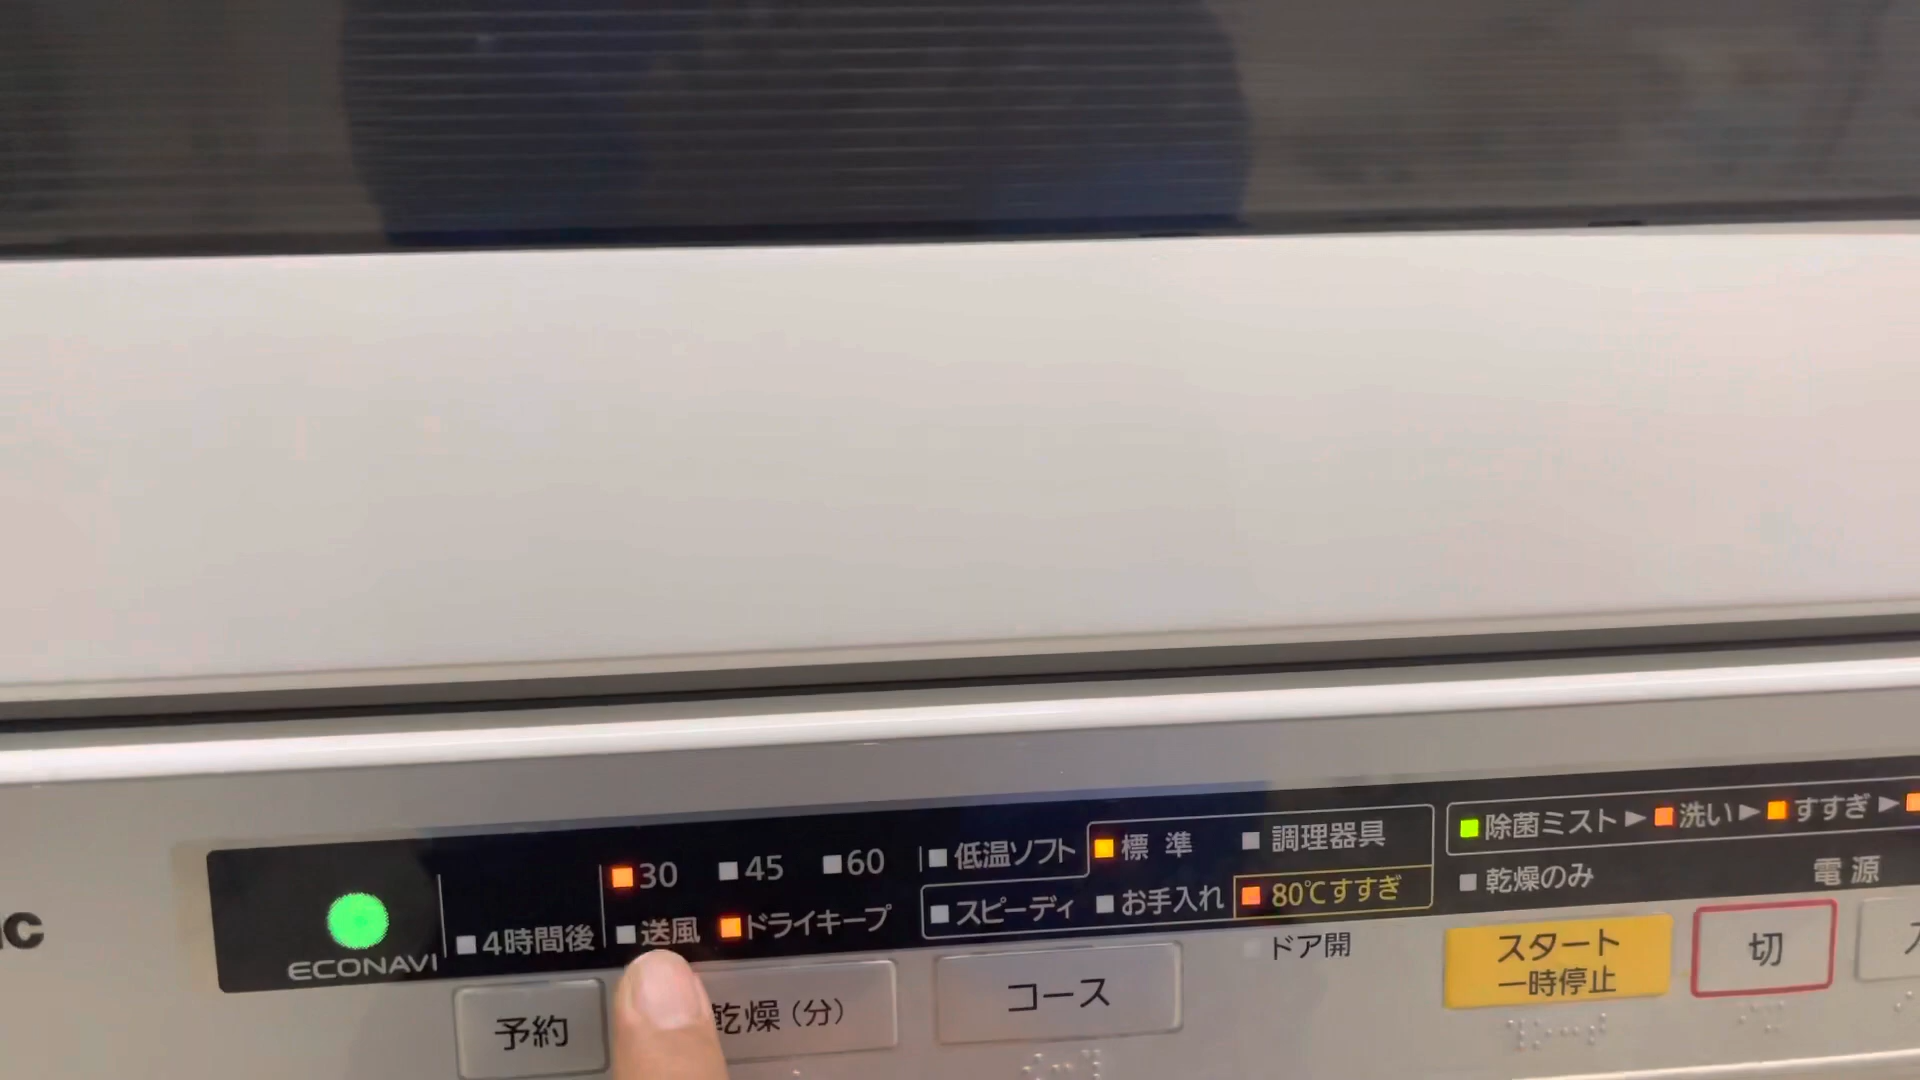 30 45 60
低温ソフト 標準 調理器具
除菌ミスト ▶ 洗い ▶ すすぎ ▶
4時間後 送風 ドライキープ
スピーディ お手入れ 80℃すすぎ
乾燥のみ 電源
ECONAVI
ドア開
予約
乾燥(分)
コース
スタート
一時停止
切